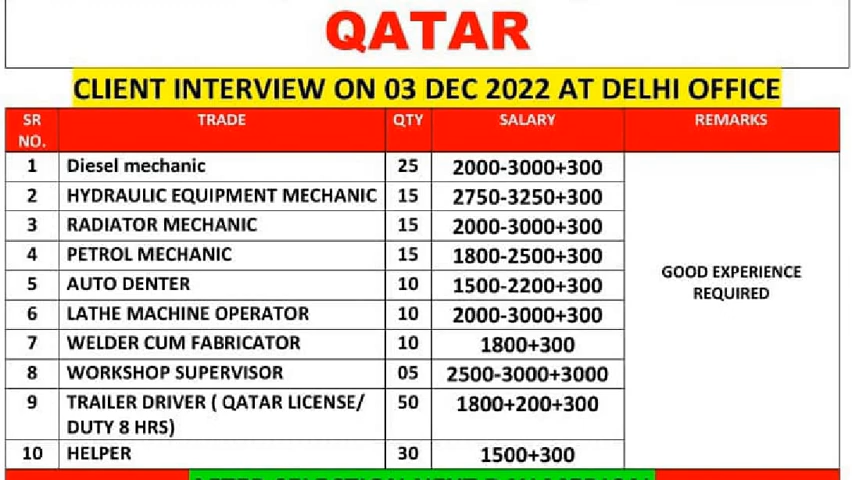 QATAR
CLIENT INTERVIEW ON 03 DEC 2022 AT DELHI OFFICE
SR NO. TRADE QTY SALARY REMARKS
1 Diesel mechanic 25 2000-3000+300
2 HYDRAULIC EQUIPMENT MECHANIC 15 2750-3250+300
3 RADIATOR MECHANIC 15 2000-3000+300
4 PETROL MECHANIC 15 1800-2500+300
5 AUTO DENTER 10 1500-2200+300
6 LATHE MACHINE OPERATOR 10 2000-3000+300
7 WELDER CUM FABRICATOR 10 1800+300
8 WORKSHOP SUPERVISOR 05 2500-3000+3000
9 TRAILER DRIVER ( QATAR LICENSE/ 50 1800+200+300
DUTY 8 HRS)
10 HELPER 30 1500+300
GOOD EXPERIENCE
REQUIRED